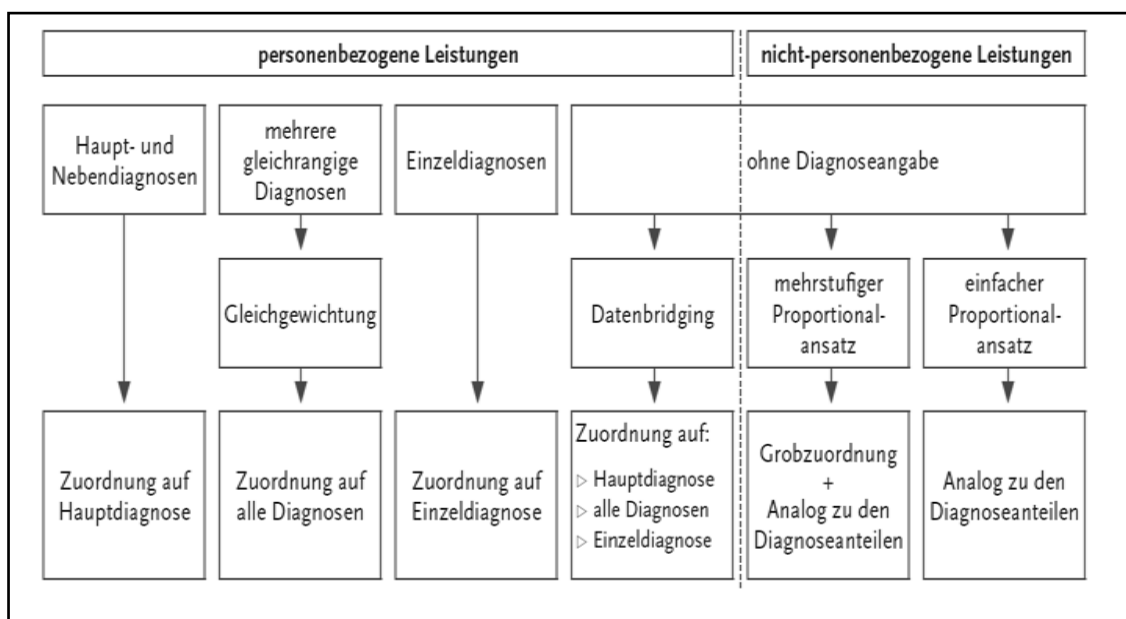 personenbezogene Leistungen
nicht-personenbezogene Leistungen
Haupt- und
Nebendiagnosen
mehrere
gleichrangige
Diagnosen
Einzeldiagnosen
ohne Diagnoseangabe
Gleichgewichtung
Datenbridging
mehrstufiger
Proportional-
ansatz
einfacher
Proportional-
ansatz
Zuordnung auf
Hauptdiagnose
Zuordnung auf
alle Diagnosen
Zuordnung auf
Einzeldiagnose
Zuordnung auf:
▷ Hauptdiagnose
▷ alle Diagnosen
▷ Einzeldiagnose
Grobzuordnung
+
Analog zu den
Diagnoseanteilen
Analog zu den
Diagnoseanteilen